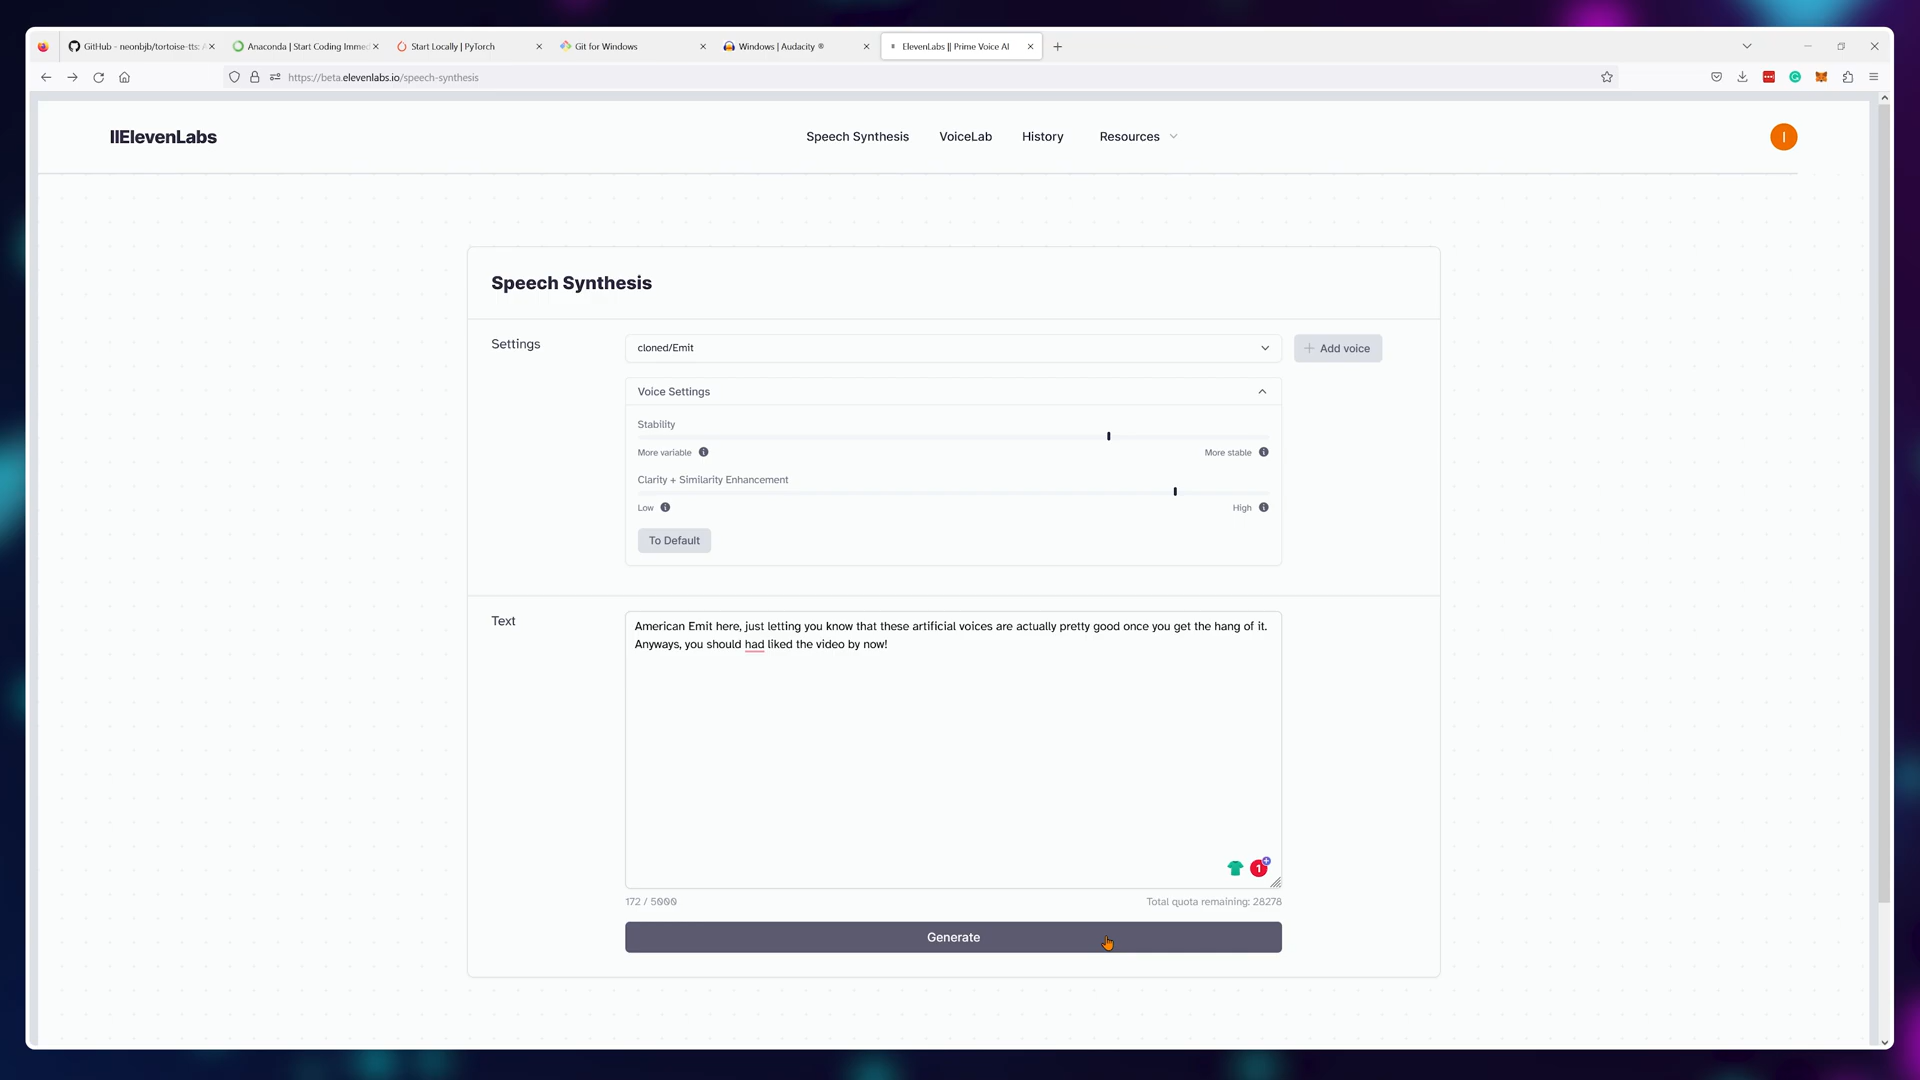 GitHub - neonbjb/tortoise-tts: A
Anaconda | Start Coding Immed
Start Locally | PyTorch
Git for Windows
Windows | Audacity ®
ElevenLabs || Prime Voice AI
https://beta.elevenlabs.io/speech-synthesis
IIElevenLabs
Speech Synthesis
VoiceLab
History
Resources
I
Speech Synthesis
Settings
cloned/Emit
+ Add voice
Voice Settings
Stability
More variable
More stable
Clarity + Similarity Enhancement
Low
High
To Default
Text
American Emit here, just letting you know that these artificial voices are actually pretty good once you get the hang of it.
Anyways, you should had liked the video by now!
1
172 / 5000
Total quota remaining: 28278
Generate